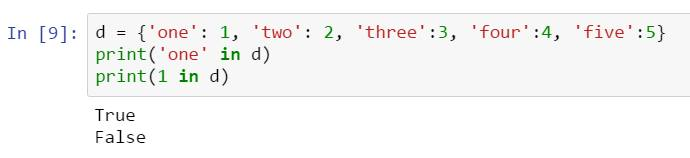 In [9]: d = {'one': 1, 'two': 2, 'three':3, 'four':4, 'five':5}
print('one' in d)
print(1 in d)
True
False